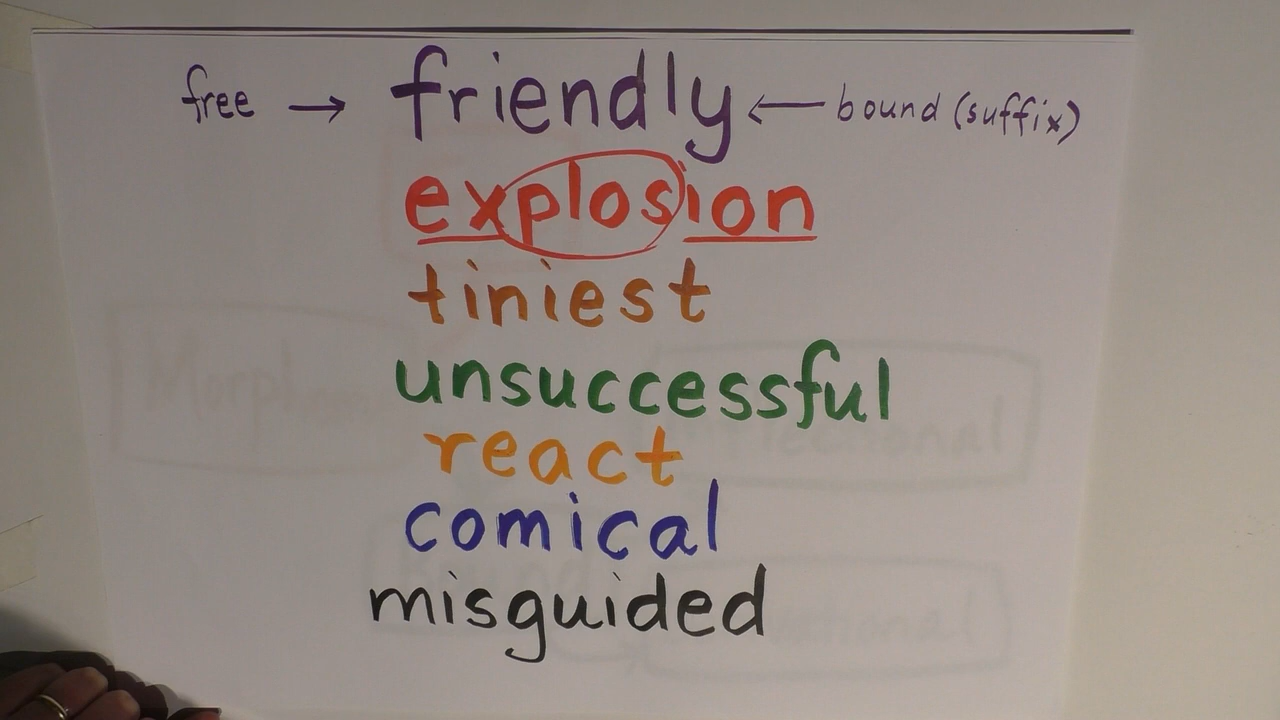 free → friendly ← bound (suffix)
explosion
tiniest
unsuccessful
react
comical
misguided